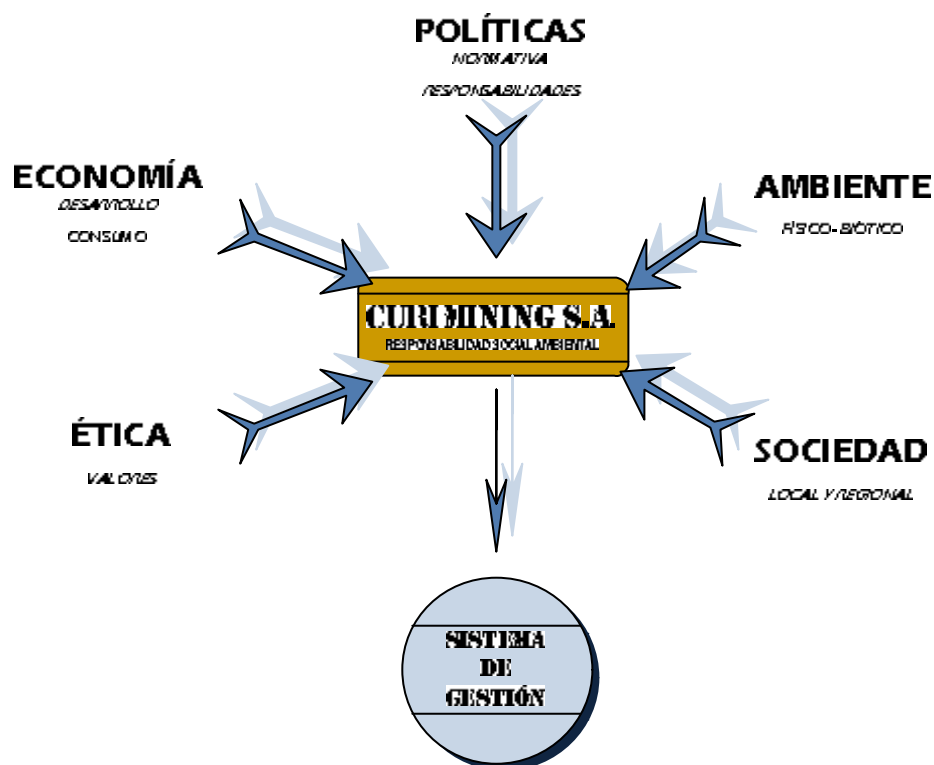 POLÍTICAS
NORMATIVA
RESPONSABILIDADES
ECONOMÍA
DESARROLLO
CONSUMO
AMBIENTE
FÍSICO-BIÓTICO
CURIMINING S.A.
RESPONSABILIDAD SOCIAL AMBIENTAL
ÉTICA
VALORES
SOCIEDAD
LOCAL Y REGIONAL
SISTEMA
DE
GESTIÓN